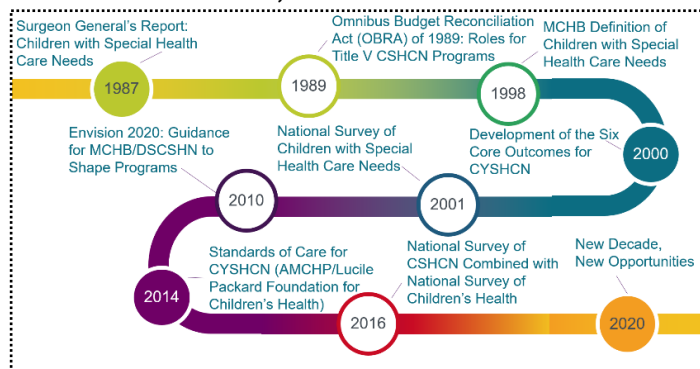 Surgeon General's Report:
Children with Special Health
Care Needs
1987
Omnibus Budget Reconciliation
Act (OBRA) of 1989: Roles for
Title V CSHCN Programs
1989
MCHB Definition of
Children with Special
Health Care Needs
1998
Development of the Six
Core Outcomes for
CYSHCN
2000
National Survey of
Children with Special
Health Care Needs
2001
Envision 2020: Guidance
for MCHB/DSCSHN to
Shape Programs
2010
Standards of Care for
CYSHCN (AMCHP/Lucile
Packard Foundation for
Children's Health)
2014
National Survey of
CSHCN Combined with
National Survey of
Children's Health
2016
New Decade,
New Opportunities
2020